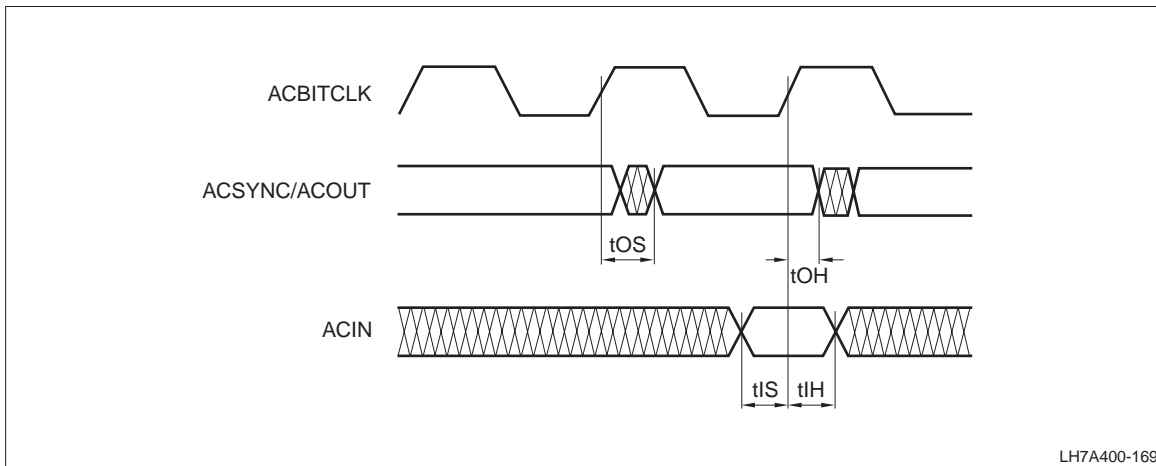 ACBITCLK
ACSYNC/ACOUT
tOS
tOH
ACIN
tIS
tIH
LH7A400-169